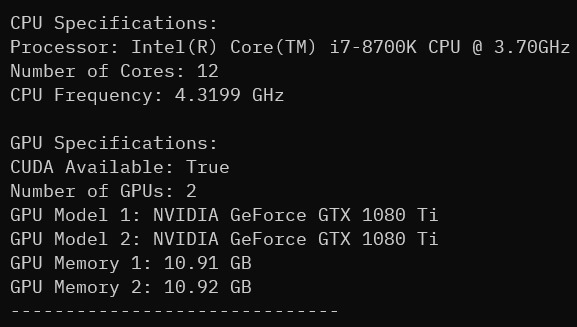 CPU Specifications:
Processor: Intel(R) Core(TM) i7-8700K CPU @ 3.70GHz
Number of Cores: 12
CPU Frequency: 4.3199 GHz

GPU Specifications:
CUDA Available: True
Number of GPUs: 2
GPU Model 1: NVIDIA GeForce GTX 1080 Ti
GPU Model 2: NVIDIA GeForce GTX 1080 Ti
GPU Memory 1: 10.91 GB
GPU Memory 2: 10.92 GB
------------------------------